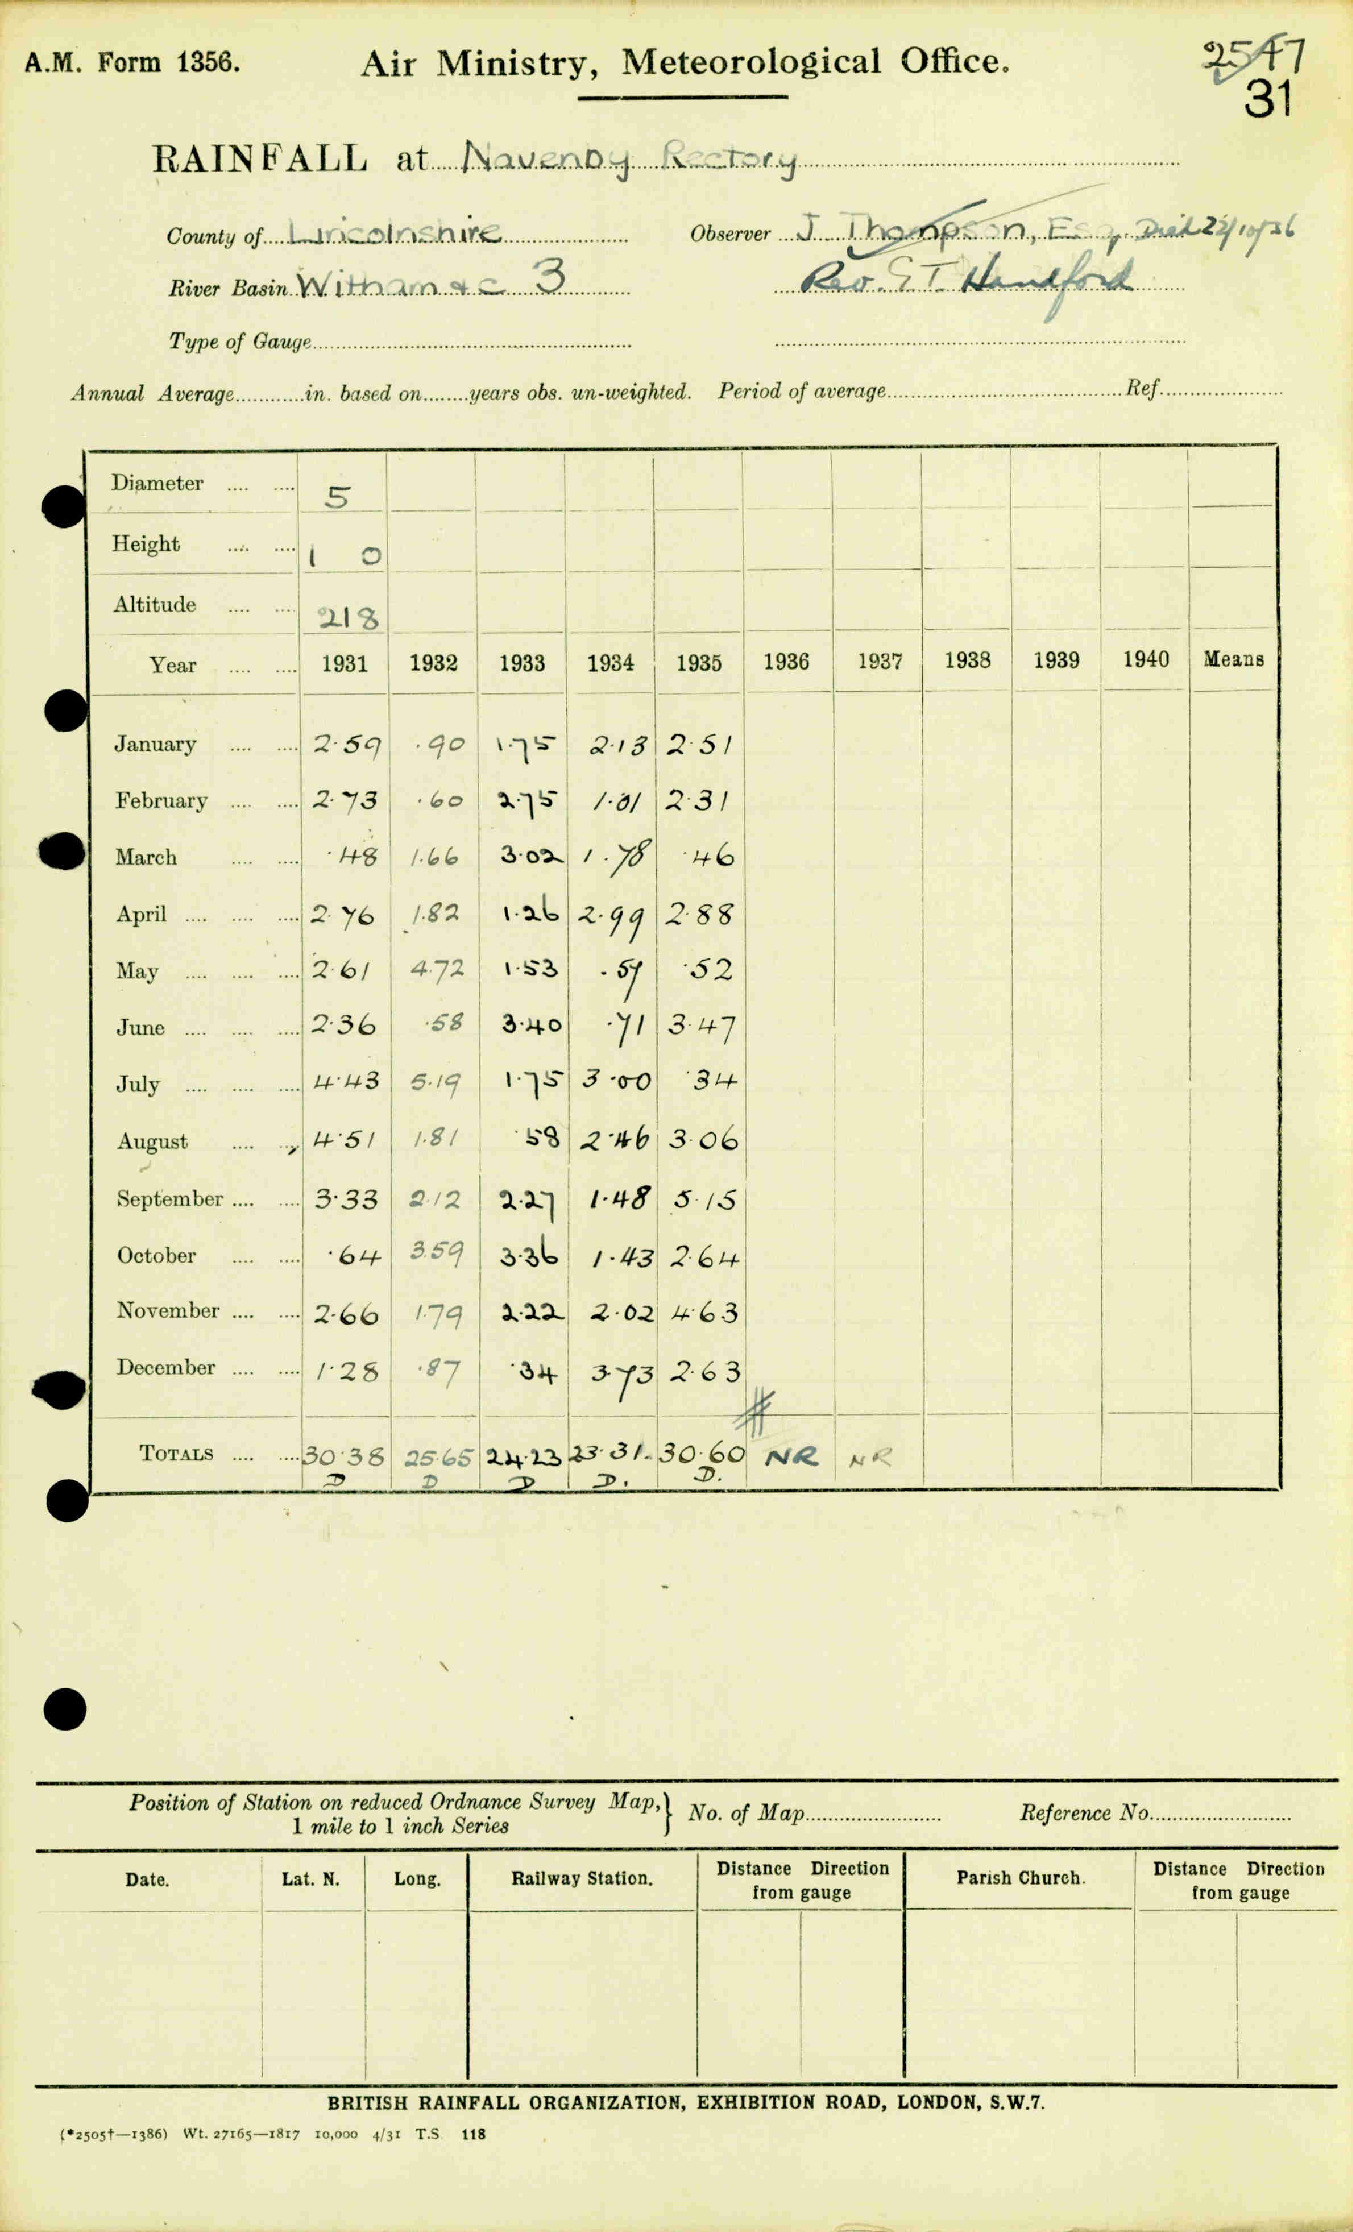 A.M. Form 1356. Air Ministry, Meteorological Office. 2547
31
RAINFALL at Navenby Rectory
County of Lincolnshire Observer J Thompson, Esq, Died 22/10/36
River Basin Witham &c 3 Rev. G T. Handford
Type of Gauge
Annual Average in. based on years obs. un-weighted. Period of average Ref.
Diameter 5
Height 1 0
Altitude 218
Year 1931 1932 1933 1934 1935 1936 1937 1938 1939 1940 Means
January 2.59 .90 1.75 2.13 2.51
February 2.73 .60 2.75 1.01 2.31
March .48 1.66 3.02 1.78 .46
April 2.76 1.82 1.26 2.99 2.88
May 2.61 4.72 1.53 .57 .52
June 2.36 .58 3.40 .71 3.47
July 4.43 5.19 1.75 3.00 .34
August 4.51 1.81 .58 2.46 3.06
September 3.33 2.12 2.27 1.48 5.15
October .64 3.59 3.36 1.43 2.64
November 2.66 1.79 2.22 2.02 4.63
December 1.28 .87 .34 3.73 2.63
TOTALS 30.38 25.65 24.23 23.31. 30.60 NR NR
D D D D. D.
Position of Station on reduced Ordnance Survey Map, } No. of Map Reference No.
1 mile to 1 inch Series
Date. Lat. N. Long. Railway Station. Distance Direction from gauge Parish Church. Distance Direction from gauge
BRITISH RAINFALL ORGANIZATION, EXHIBITION ROAD, LONDON, S.W.7.
(*2505†—1386) Wt. 27165—1817 10,000 4/31 T.S. 118